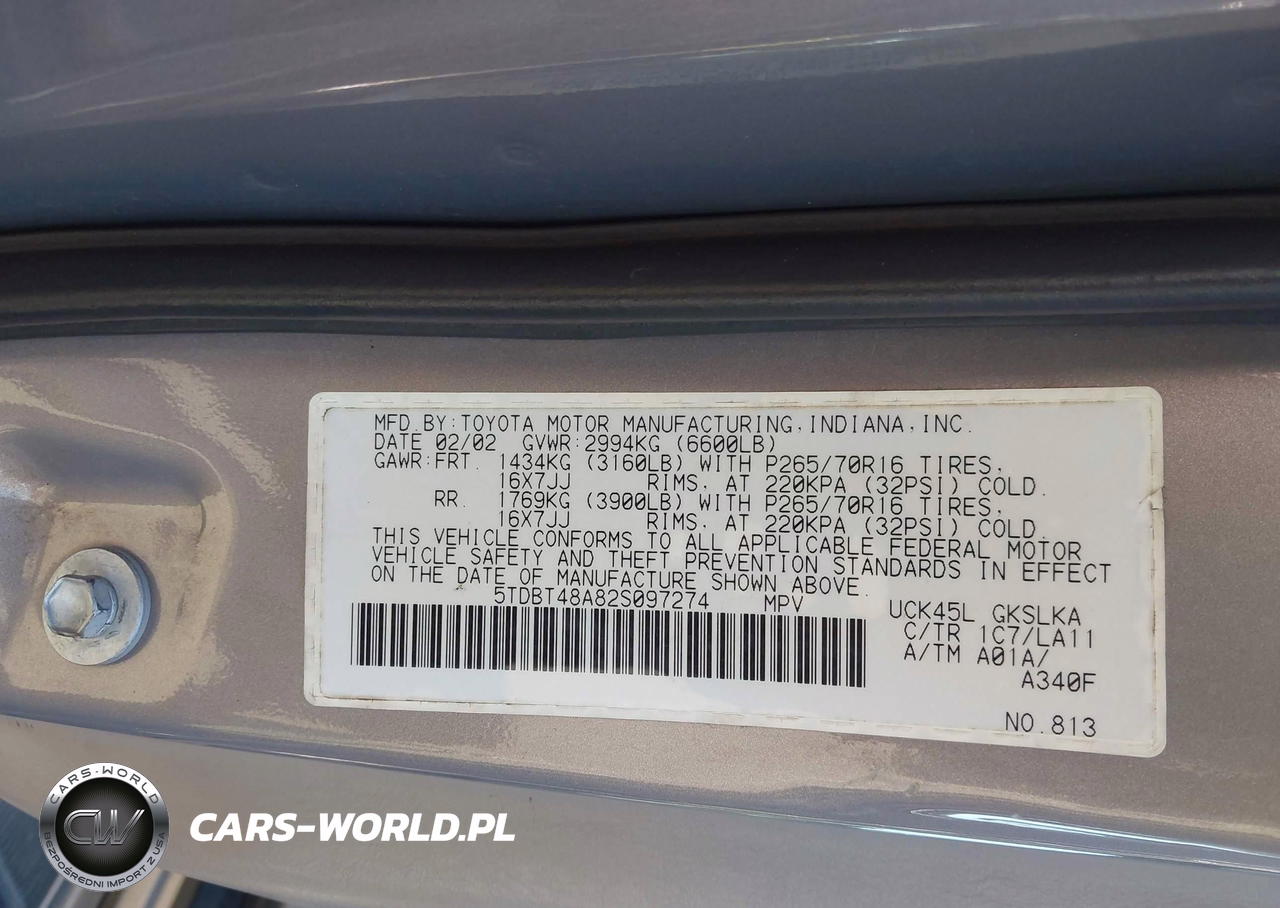 MFD.BY:TOYOTA MOTOR MANUFACTURING,INDIANA,INC.
DATE 02/02 GVWR:2994KG (6600LB)
GAWR:FRT. 1434KG (3160LB) WITH P265/70R16 TIRES,
16X7JJ RIMS, AT 220KPA (32PSI) COLD.
RR. 1769KG (3900LB) WITH P265/70R16 TIRES,
16X7JJ RIMS, AT 220KPA (32PSI) COLD.
THIS VEHICLE CONFORMS TO ALL APPLICABLE FEDERAL MOTOR
VEHICLE SAFETY AND THEFT PREVENTION STANDARDS IN EFFECT
ON THE DATE OF MANUFACTURE SHOWN ABOVE.
5TDBT48A82S097274 MPV
UCK45L GKSLKA
C/TR 1C7/LA11
A/TM A01A/
A340F
NO.813
CARS-WORLD
CW
BEZPOŚREDNI IMPORT Z USA
CARS-WORLD.PL